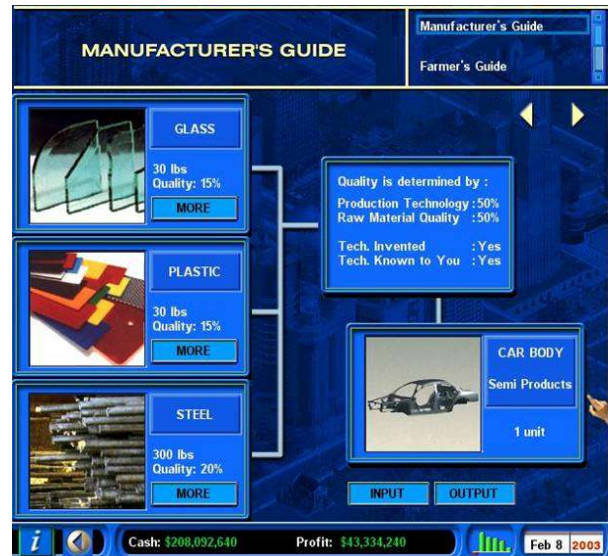 MANUFACTURER'S GUIDE
Manufacturer's Guide
Farmer's Guide
GLASS
30 lbs
Quality: 15%
MORE
PLASTIC
30 lbs
Quality: 15%
MORE
STEEL
300 lbs
Quality: 20%
MORE
Quality is determined by :
Production Technology :50%
Raw Material Quality :50%
Tech. Invented :Yes
Tech. Known to You :Yes
CAR BODY
Semi Products
1 unit
INPUT OUTPUT
i Cash: $208,092,640 Profit: $43,334,240 Feb 8 2003